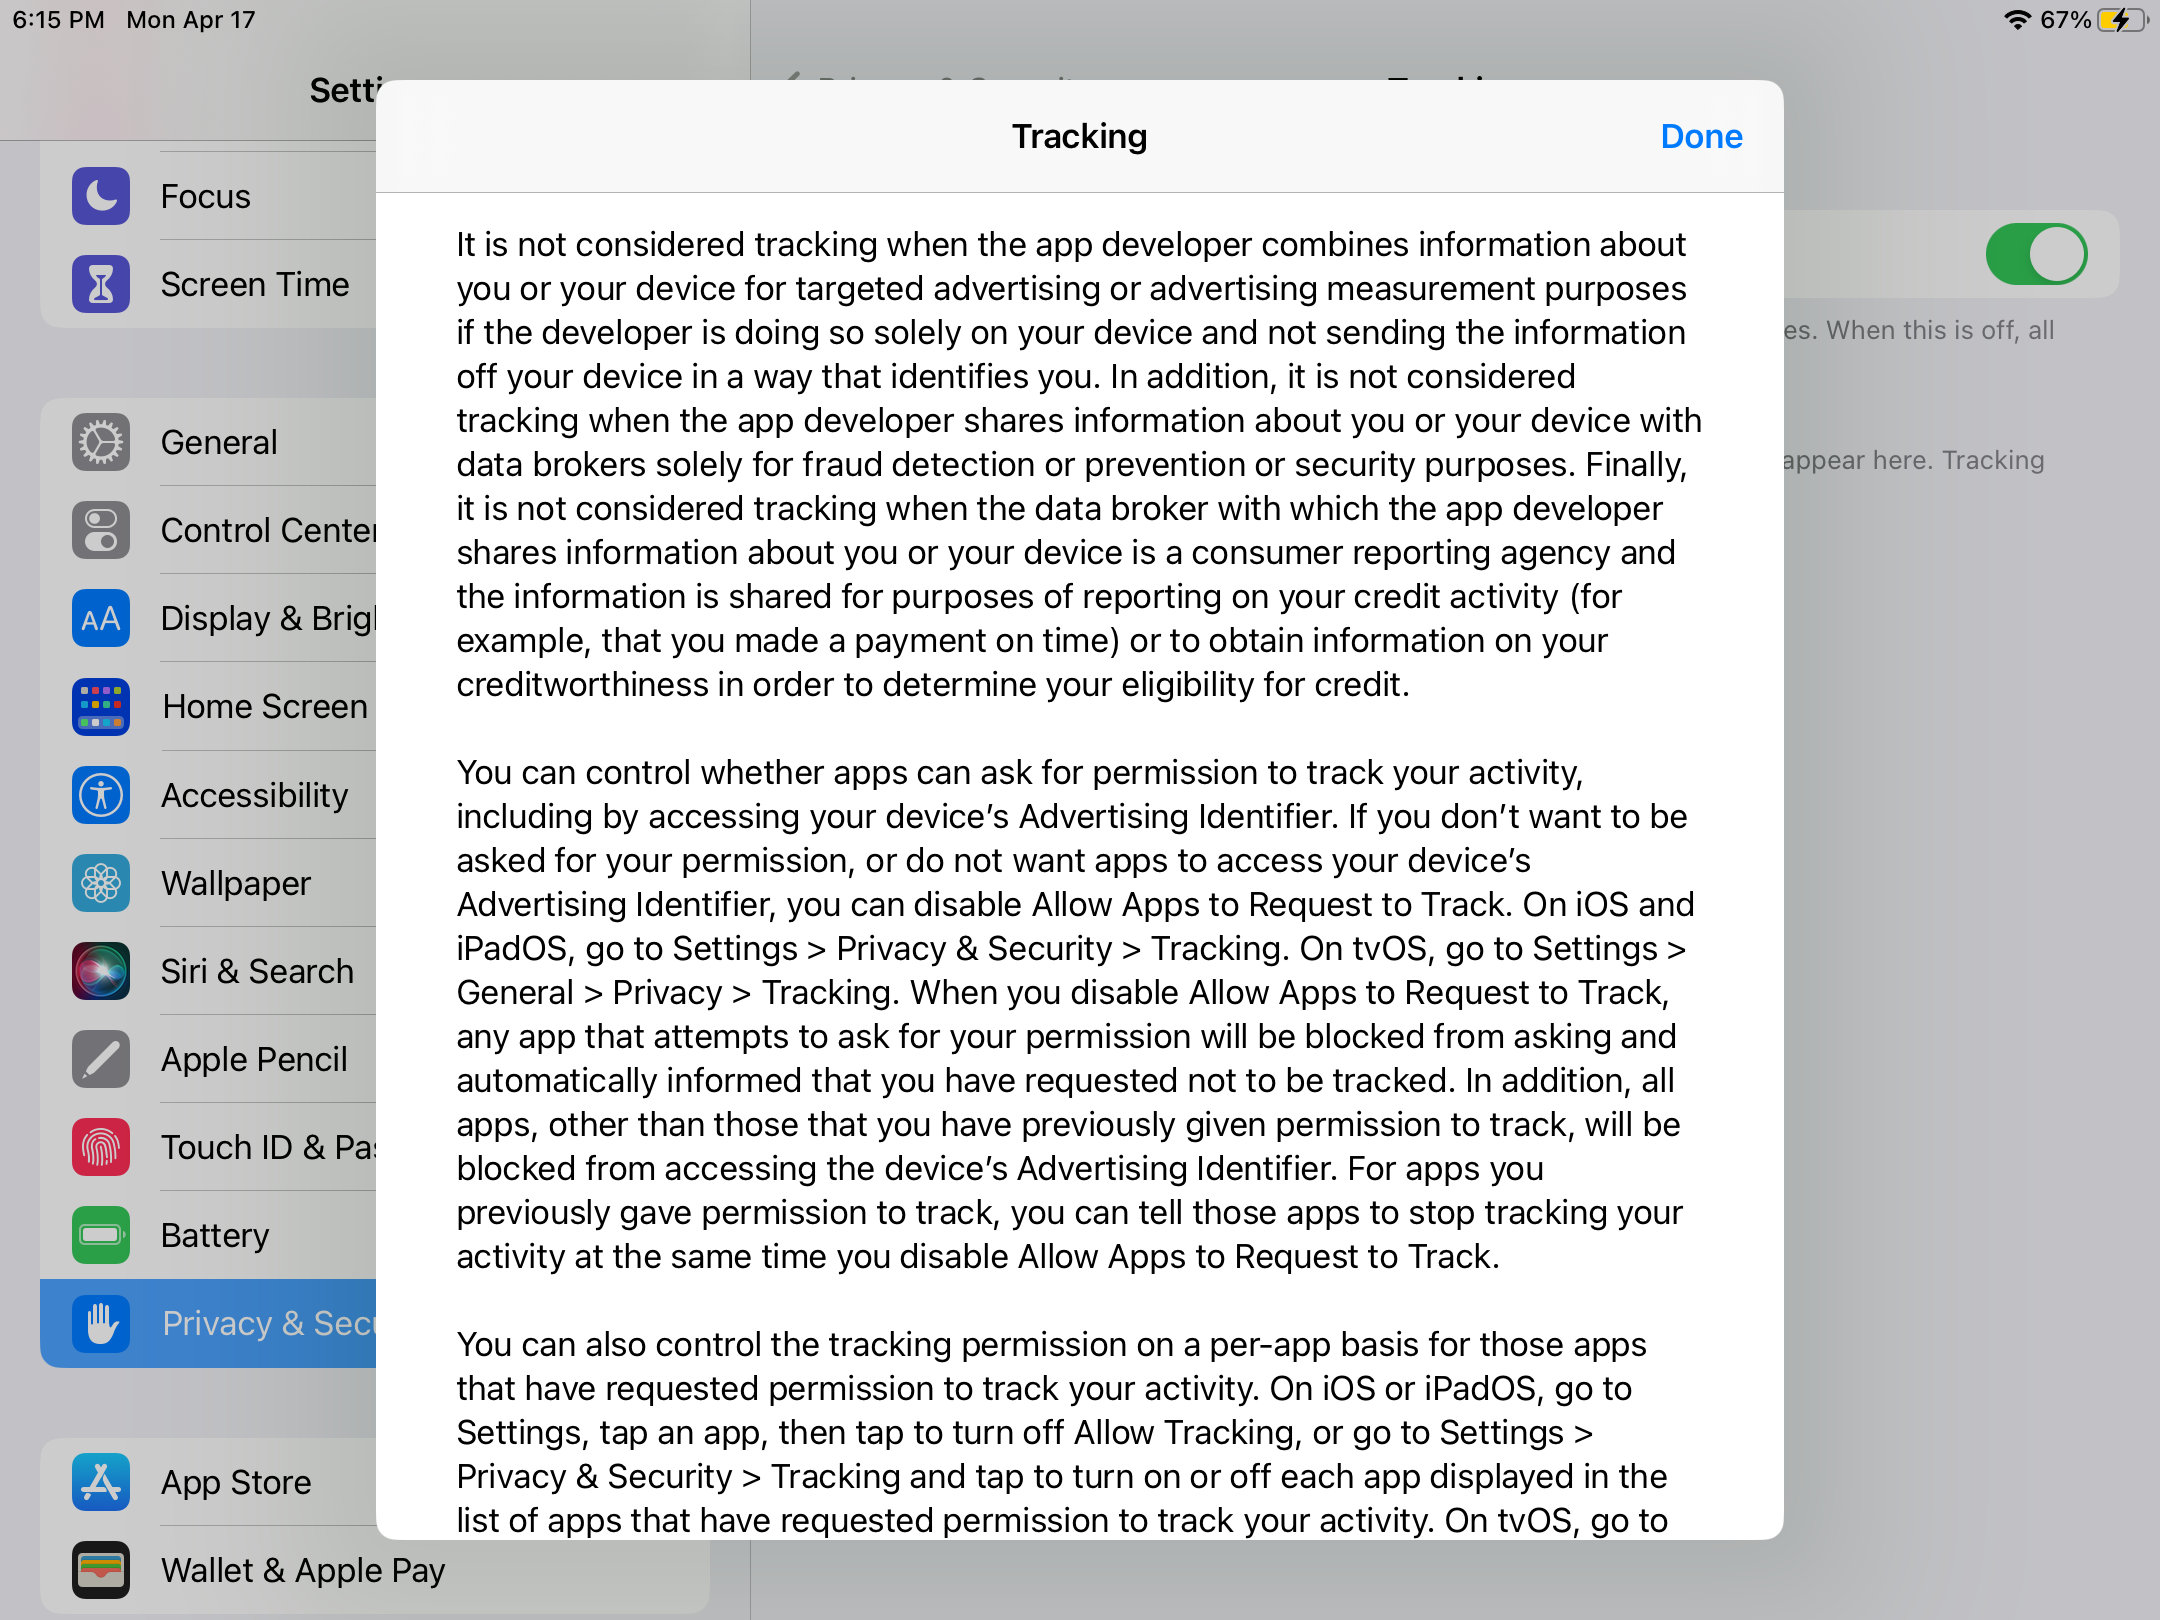 6:15 PM Mon Apr 17
67%
Tracking
Done
Focus
Screen Time
General
Control Center
Display &
Home Screen
Accessibility
Wallpaper
Siri & Search
Apple Pencil
Touch ID &
Battery
Privacy &
App Store
Wallet & Apple Pay
It is not considered tracking when the app developer combines information about
you or your device for targeted advertising or advertising measurement purposes
if the developer is doing so solely on your device and not sending the information
off your device in a way that identifies you. In addition, it is not considered
tracking when the app developer shares information about you or your device with
data brokers solely for fraud detection or prevention or security purposes. Finally,
it is not considered tracking when the data broker with which the app developer
shares information about you or your device is a consumer reporting agency and
the information is shared for purposes of reporting on your credit activity (for
example, that you made a payment on time) or to obtain information on your
creditworthiness in order to determine your eligibility for credit.
You can control whether apps can ask for permission to track your activity,
including by accessing your device’s Advertising Identifier. If you don’t want to be
asked for your permission, or do not want apps to access your device’s
Advertising Identifier, you can disable Allow Apps to Request to Track. On iOS and
iPadOS, go to Settings > Privacy & Security > Tracking. On tvOS, go to Settings >
General > Privacy > Tracking. When you disable Allow Apps to Request to Track,
any app that attempts to ask for your permission will be blocked from asking and
automatically informed that you have requested not to be tracked. In addition, all
apps, other than those that you have previously given permission to track, will be
blocked from accessing the device’s Advertising Identifier. For apps you
previously gave permission to track, you can tell those apps to stop tracking your
activity at the same time you disable Allow Apps to Request to Track.
You can also control the tracking permission on a per-app basis for those apps
that have requested permission to track your activity. On iOS or iPadOS, go to
Settings, tap an app, then tap to turn off Allow Tracking, or go to Settings >
Privacy & Security > Tracking and tap to turn on or off each app displayed in the
list of apps that have requested permission to track your activity. On tvOS, go to
es. When this is off, all
appear here. Tracking